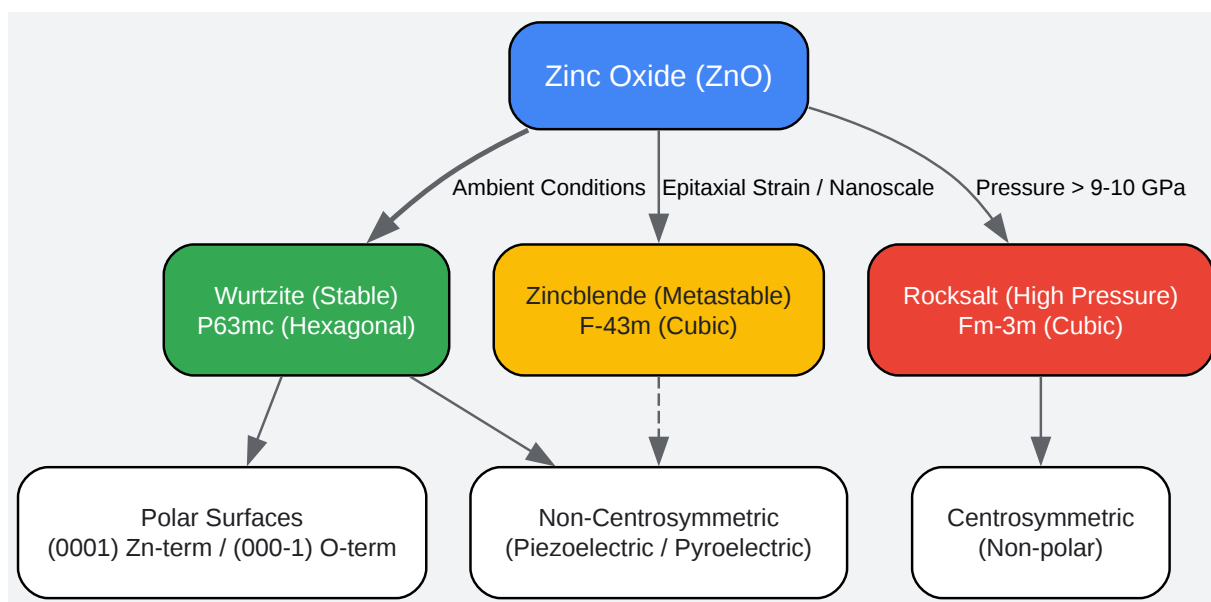 Zinc Oxide (ZnO)
Ambient Conditions
Epitaxial Strain / Nanoscale
Pressure > 9-10 GPa
Wurtzite (Stable)
P63mc (Hexagonal)
Zincblende (Metastable)
F-43m (Cubic)
Rocksalt (High Pressure)
Fm-3m (Cubic)
Polar Surfaces
(0001) Zn-term / (000-1) O-term
Non-Centrosymmetric
(Piezoelectric / Pyroelectric)
Centrosymmetric
(Non-polar)